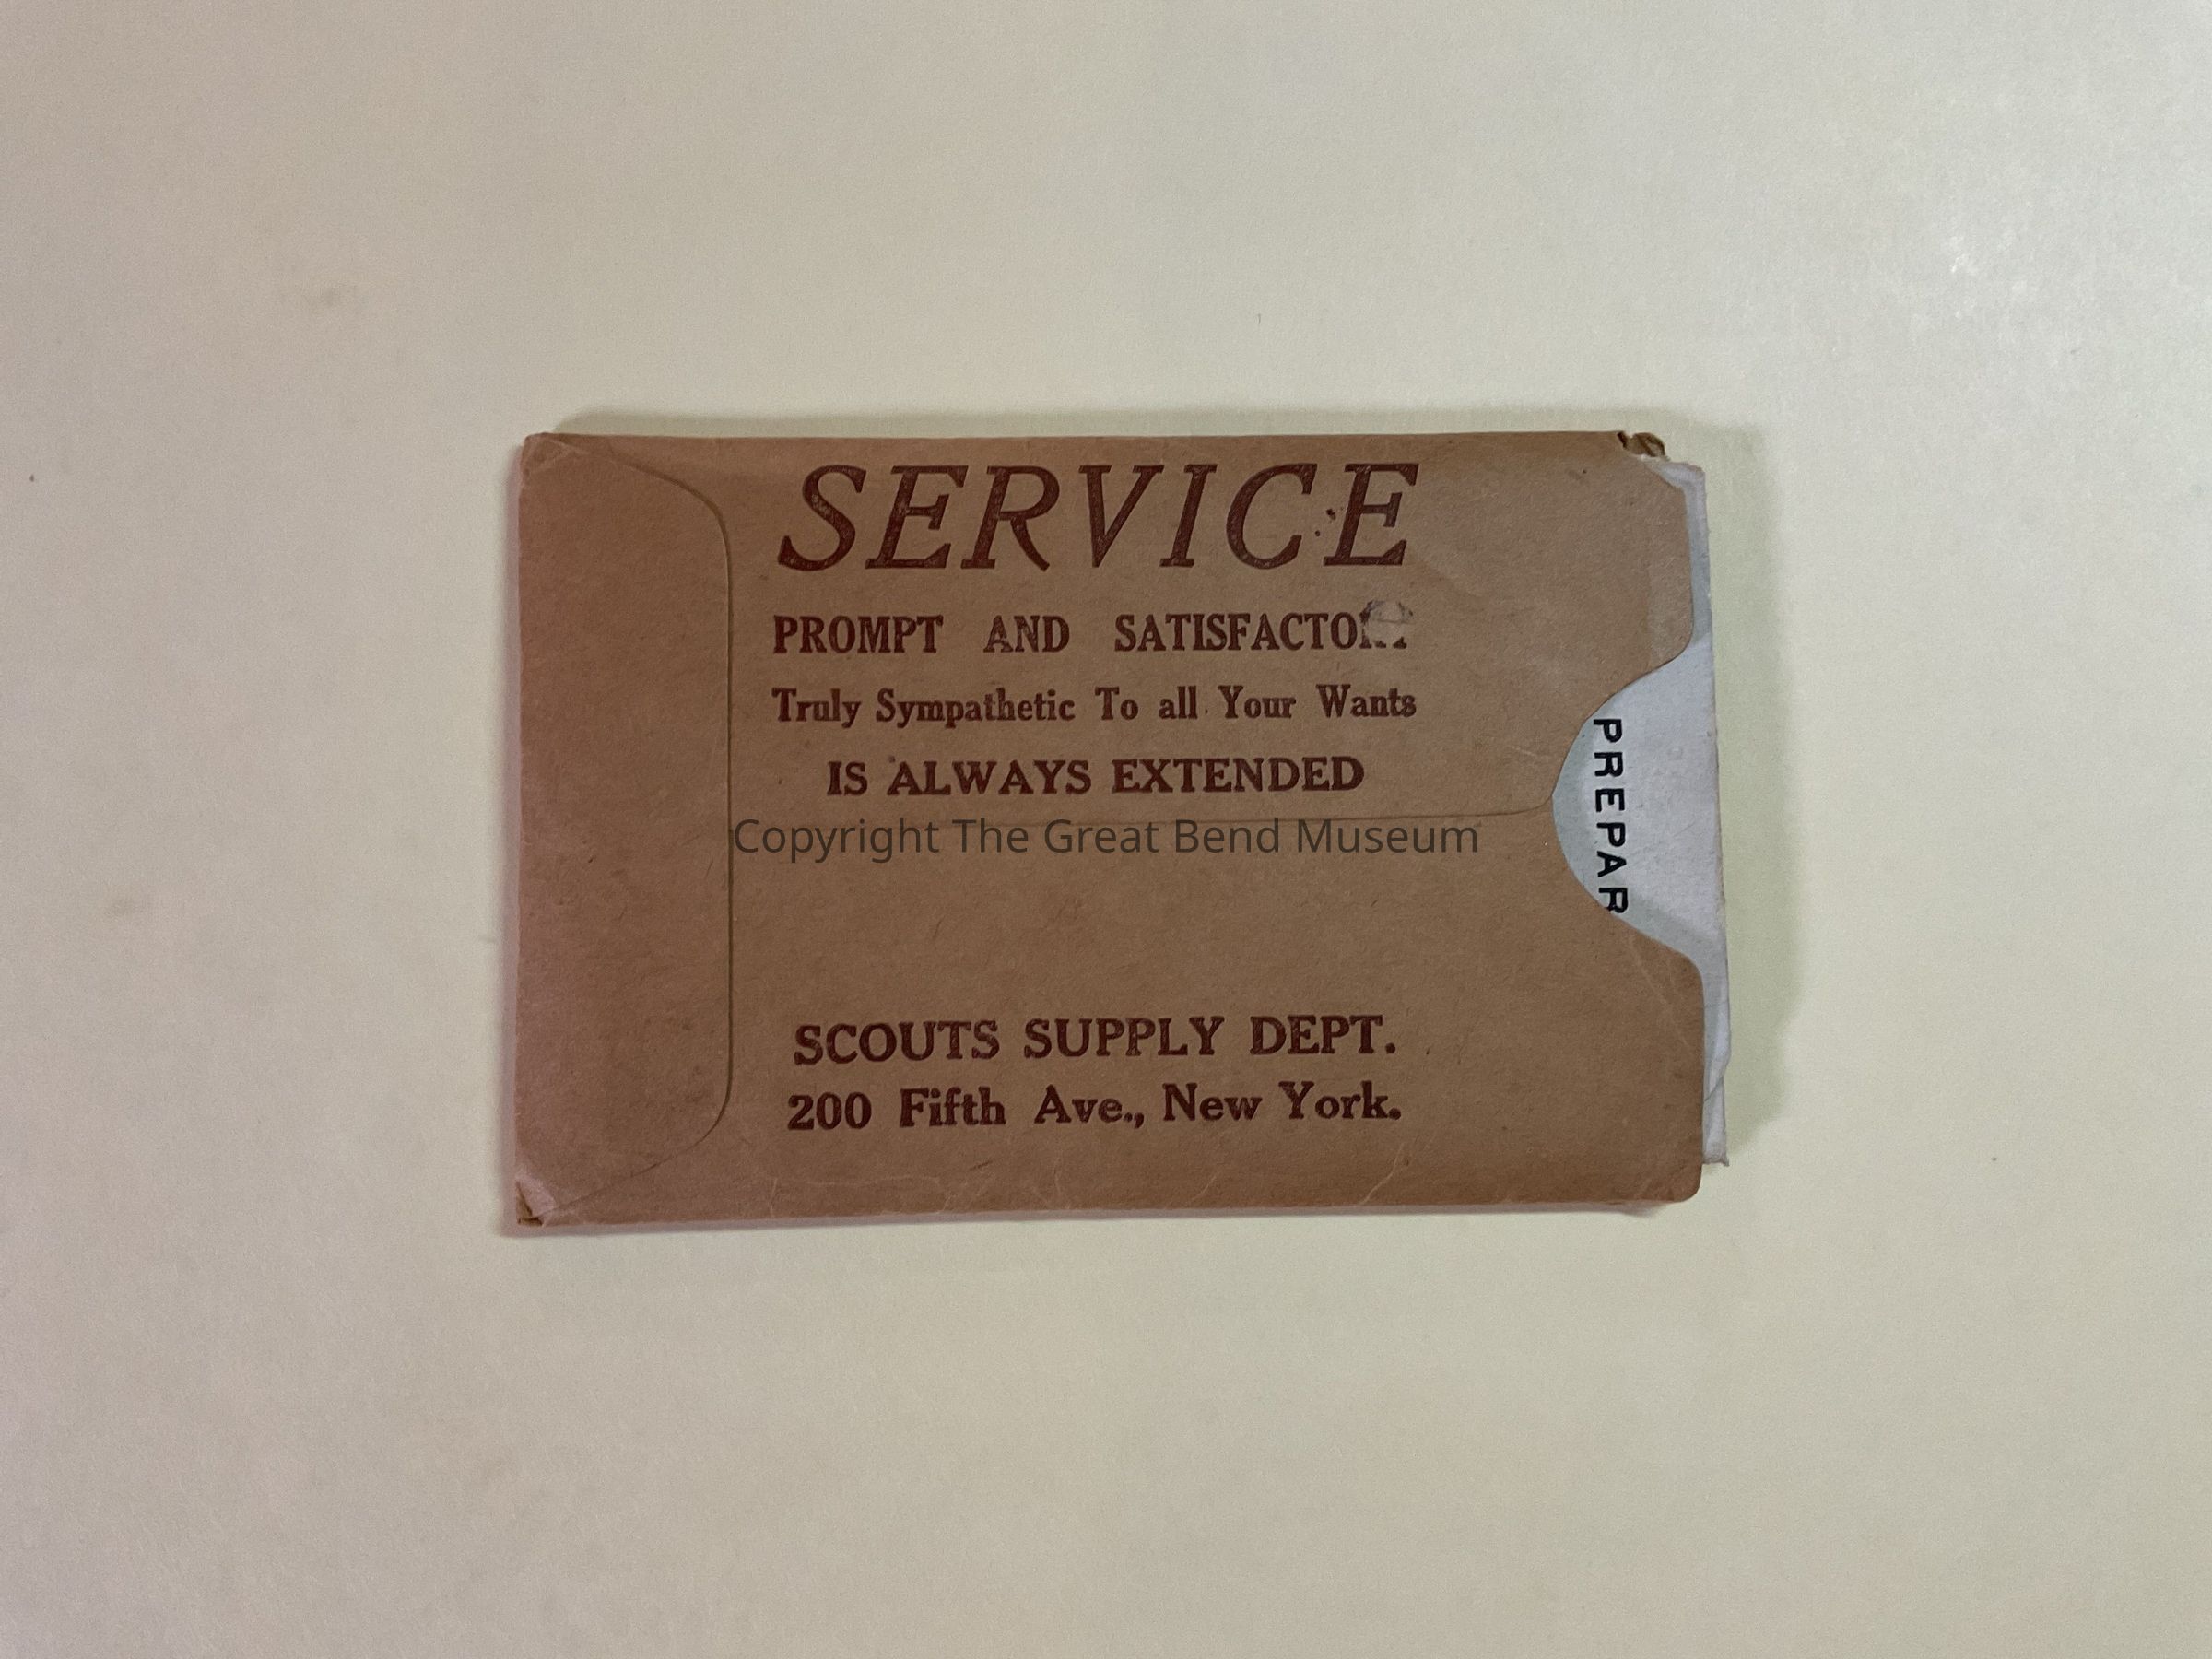 SERVICE
PROMPT AND
Truly Sympathetic To all Your Wants
IS ALWAYS EXTENDED
Copyright The Great Bend Museum
PREPAR
SCOUTS SUPPLY DEPT.
200 Fifth Ave., New York.